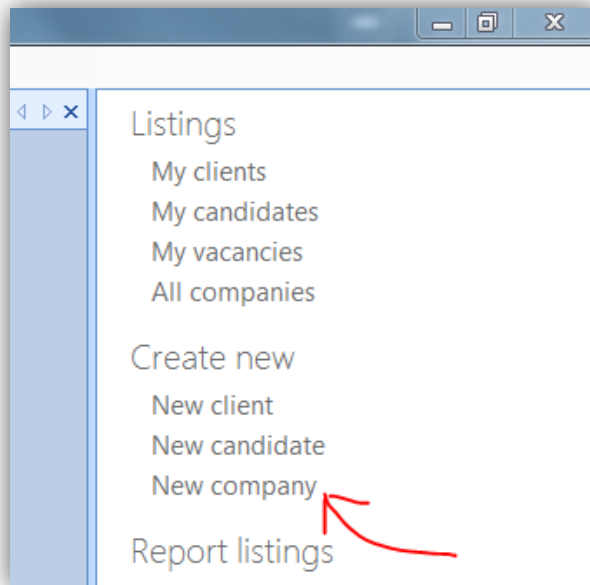 Listings
My clients
My candidates
My vacancies
All companies
Create new
New client
New candidate
New company
Report listings